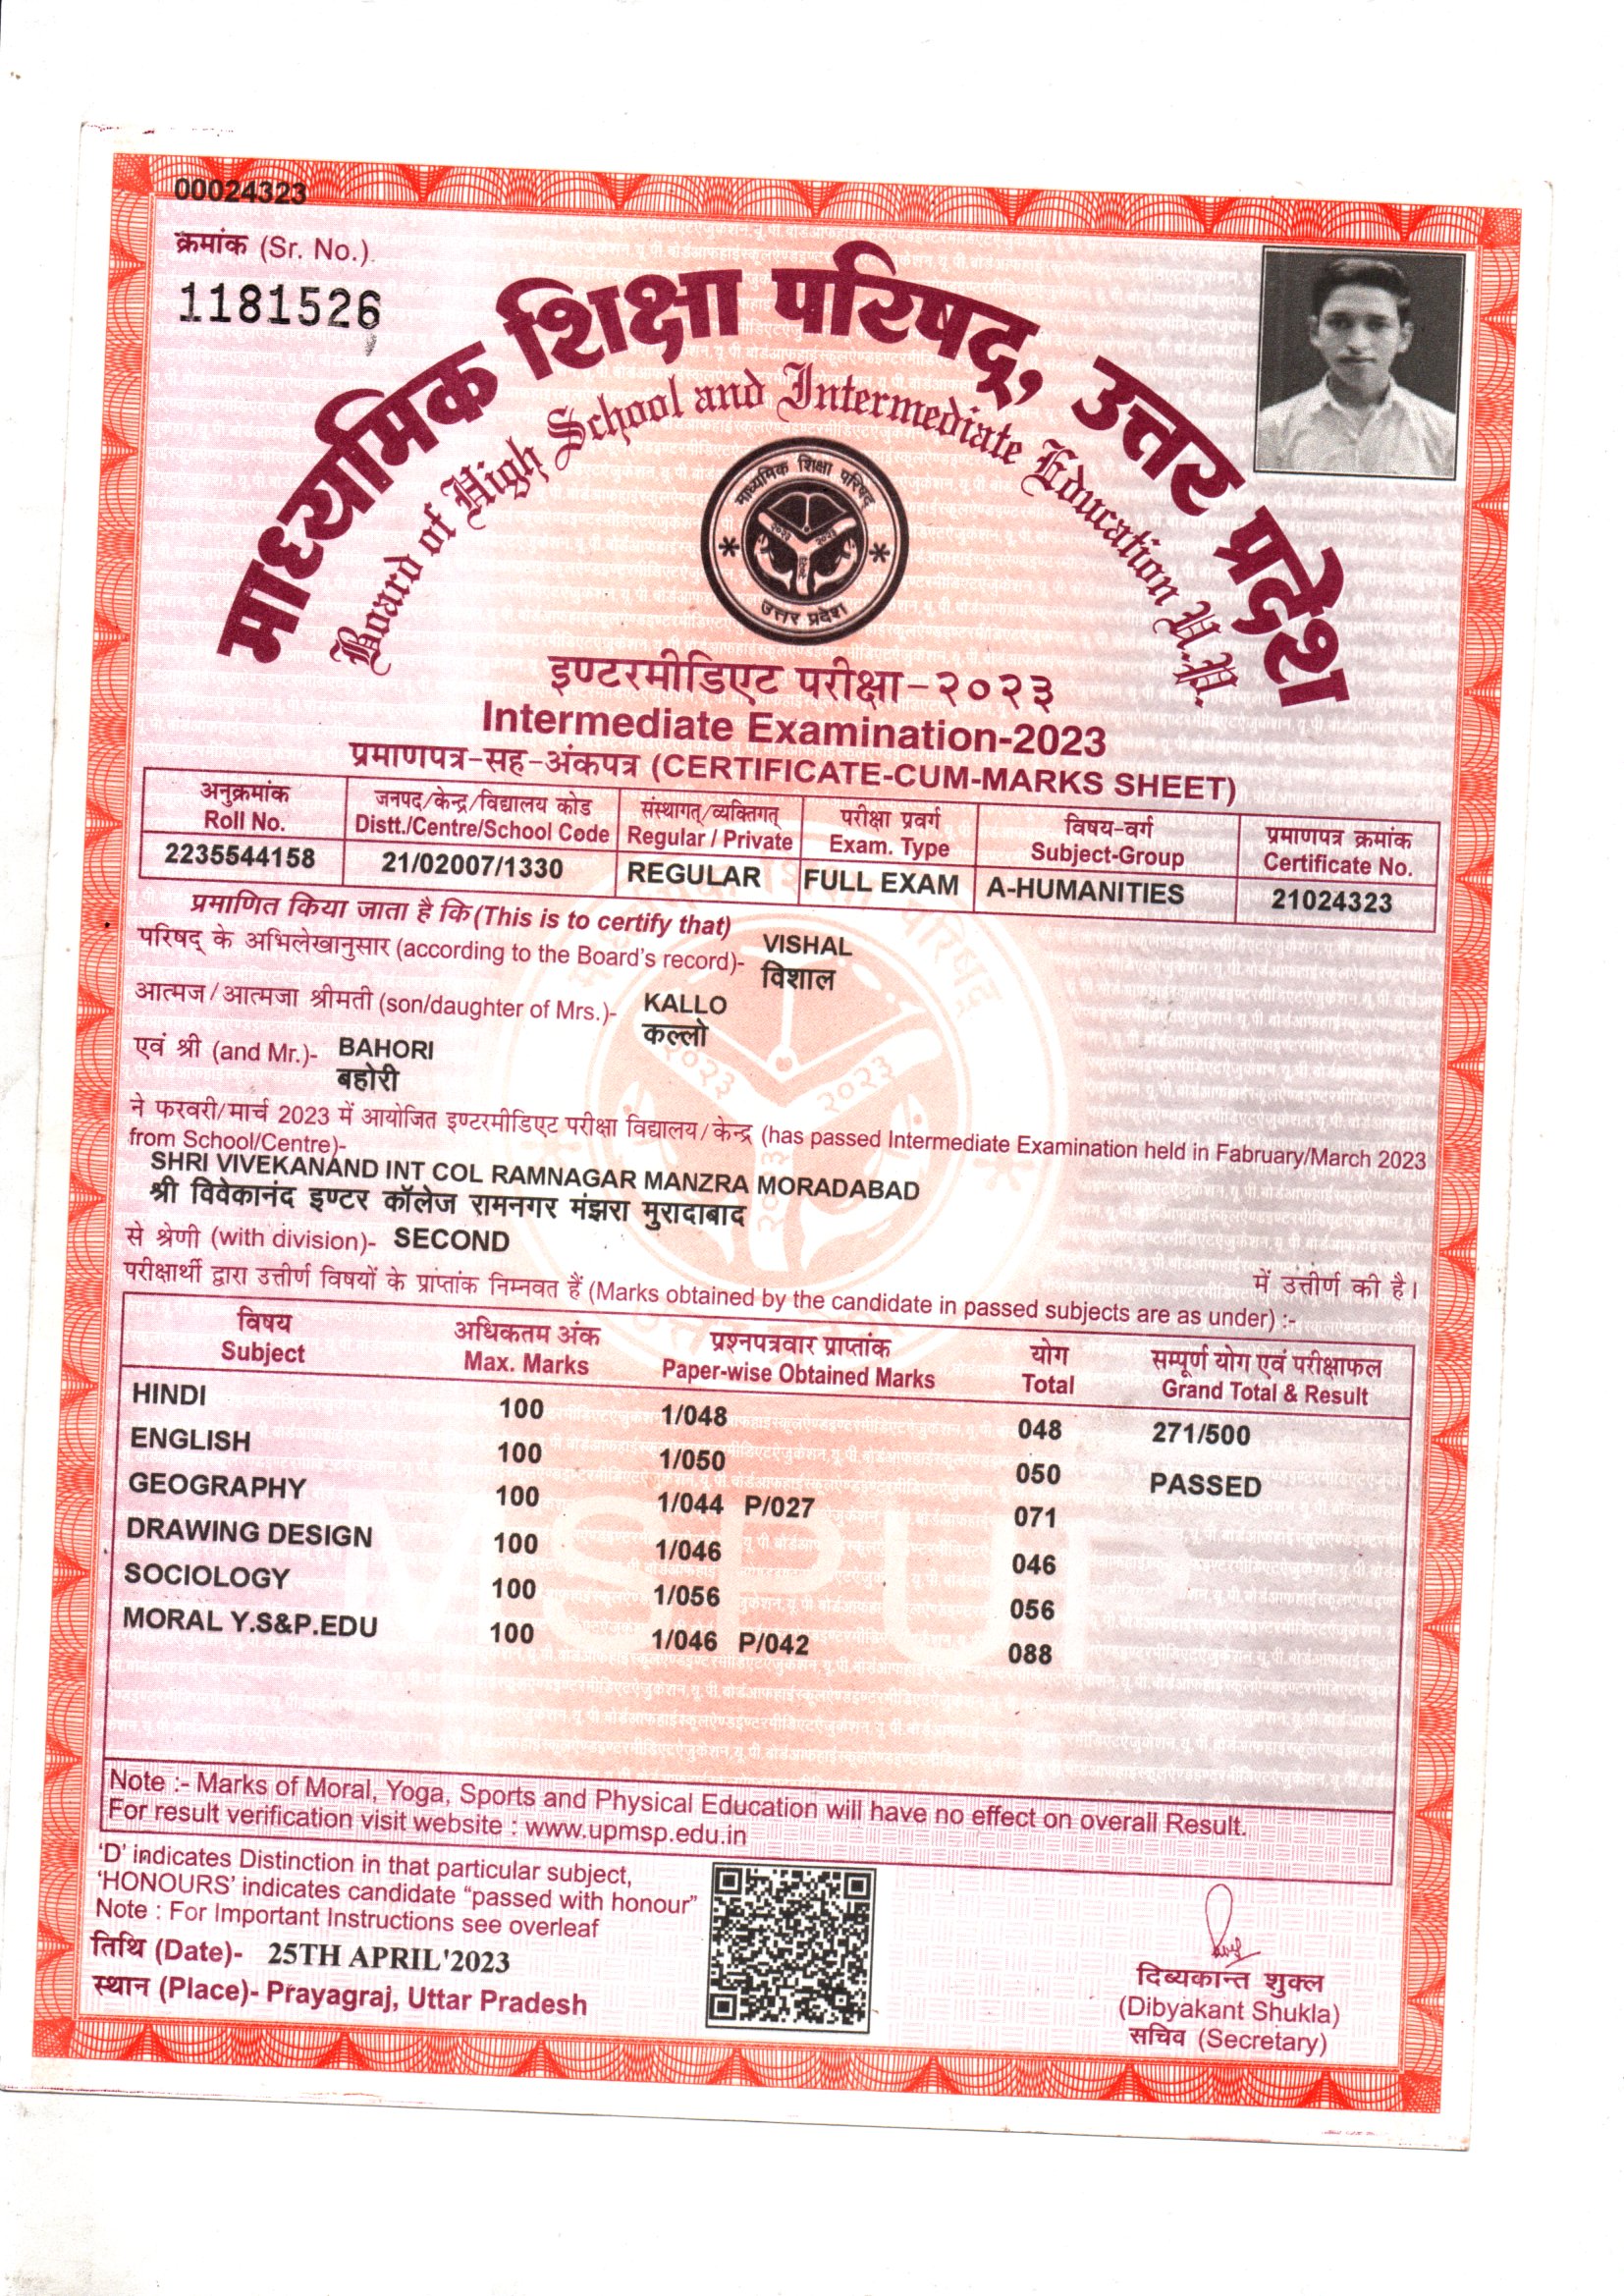 00024323
क्रमांक (Sr. No.)
1181526
माध्यमिक शिक्षा परिषद्, उत्तर प्रदेश
Board of High School and Intermediate Education U.P.
माध्यमिक शिक्षा परिषद्
उत्तर प्रदेश
इण्टरमीडिएट परीक्षा-२०२३
Intermediate Examination-2023
प्रमाणपत्र-सह-अंकपत्र (CERTIFICATE-CUM-MARKS SHEET)
अनुक्रमांक जनपद/केन्द्र/विद्यालय कोड संस्थागत्/व्यक्तिगत् परीक्षा प्रवर्ग विषय-वर्ग प्रमाणपत्र क्रमांक
Roll No. Distt./Centre/School Code Regular / Private Exam. Type Subject-Group Certificate No.
2235544158 21/02007/1330 REGULAR FULL EXAM A-HUMANITIES 21024323
प्रमाणित किया जाता है कि (This is to certify that)
परिषद् के अभिलेखानुसार (according to the Board's record)- VISHAL
विशाल
आत्मज/आत्मजा श्रीमती (son/daughter of Mrs.)- KALLO
कल्लो
एवं श्री (and Mr.)- BAHORI
बहोरी
ने फरवरी/मार्च 2023 में आयोजित इण्टरमीडिएट परीक्षा विद्यालय/केन्द्र (has passed Intermediate Examination held in Fabruary/March 2023
from School/Centre)-
SHRI VIVEKANAND INT COL RAMNAGAR MANZRA MORADABAD
श्री विवेकानंद इण्टर कॉलेज रामनगर मंझरा मुरादाबाद
से श्रेणी (with division)- SECOND
में उत्तीर्ण की है।
परीक्षार्थी द्वारा उत्तीर्ण विषयों के प्राप्तांक निम्नवत हैं (Marks obtained by the candidate in passed subjects are as under) :-
विषय अधिकतम अंक प्रश्नपत्रवार प्राप्तांक योग सम्पूर्ण योग एवं परीक्षाफल
Subject Max. Marks Paper-wise Obtained Marks Total Grand Total & Result
HINDI 100 1/048 048 271/500
ENGLISH 100 1/050 050 PASSED
GEOGRAPHY 100 1/044 P/027 071
DRAWING DESIGN 100 1/046 046
SOCIOLOGY 100 1/056 056
MORAL Y.S&P.EDU 100 1/046 P/042 088
Note :- Marks of Moral, Yoga, Sports and Physical Education will have no effect on overall Result.
For result verification visit website : www.upmsp.edu.in
'D' indicates Distinction in that particular subject,
'HONOURS' indicates candidate "passed with honour"
Note : For Important Instructions see overleaf
तिथि (Date)- 25TH APRIL'2023
स्थान (Place)- Prayagraj, Uttar Pradesh
दिब्यकान्त शुक्ल
(Dibyakant Shukla)
सचिव (Secretary)